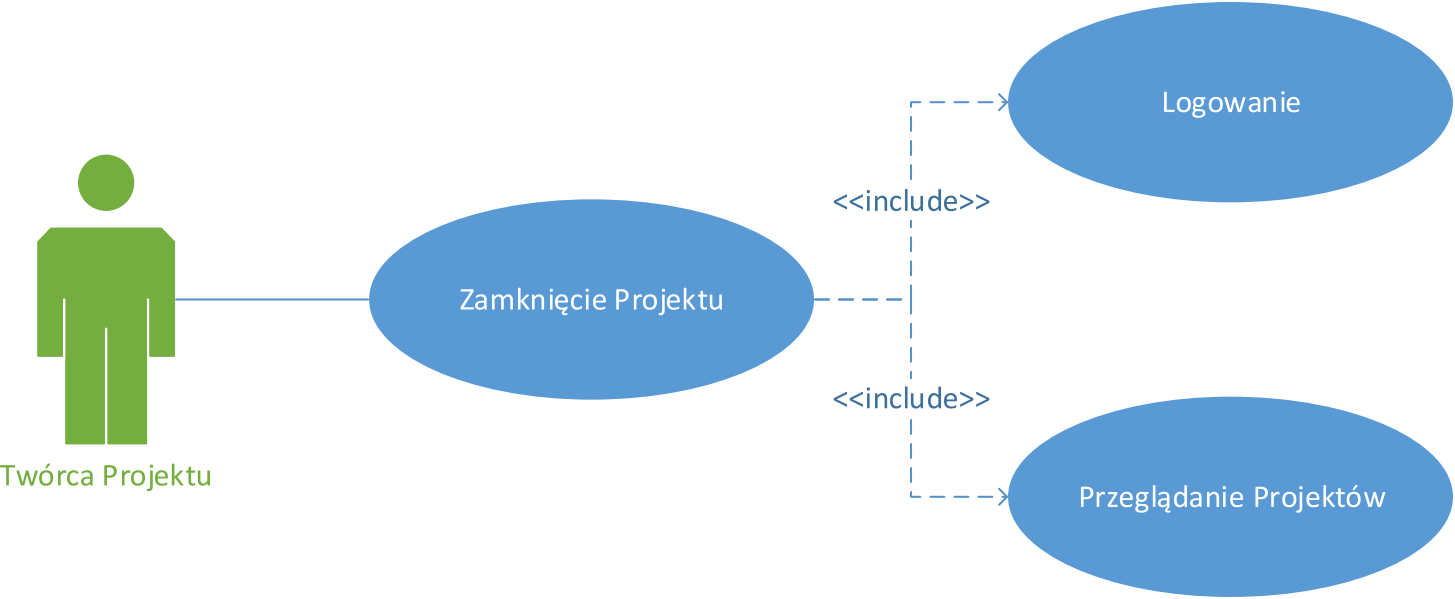 Logowanie
<<include>>
Zamknięcie Projektu
<<include>>
Twórca Projektu
Przeglądanie Projektów